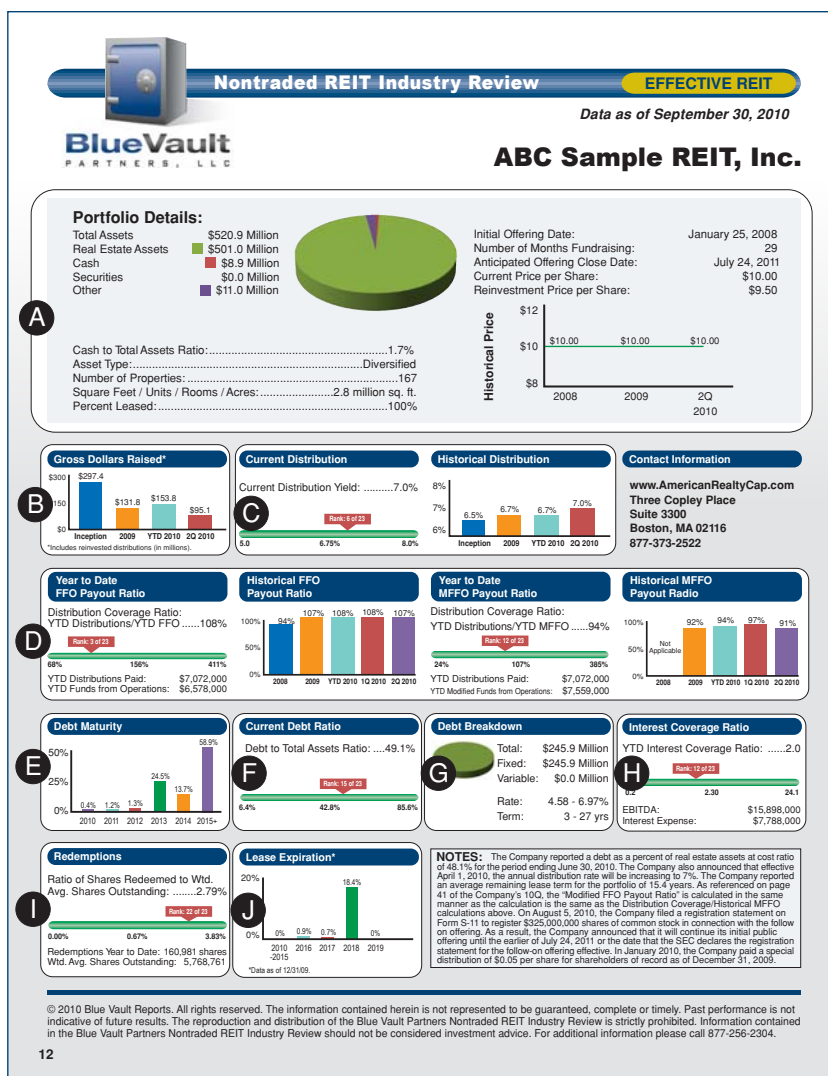 Nontraded REIT Industry Review
EFFECTIVE REIT
Data as of September 30, 2010
BlueVault
PARTNERS, LLC
ABC Sample REIT, Inc.
A
Portfolio Details:
Total Assets $520.9 Million
Real Estate Assets $501.0 Million
Cash $8.9 Million
Securities $0.0 Million
Other $11.0 Million
Cash to Total Assets Ratio:.........................................................1.7%
Asset Type:..........................................................................Diversified
Number of Properties: ................................................................167
Square Feet / Units / Rooms / Acres:.......................2.8 million sq. ft.
Percent Leased:.........................................................................100%
Initial Offering Date: January 25, 2008
Number of Months Fundraising: 29
Anticipated Offering Close Date: July 24, 2011
Current Price per Share: $10.00
Reinvestment Price per Share: $9.50
Historical Price
$12
$10
$8
$10.00 $10.00 $10.00
2008 2009 2Q
2010
B
Gross Dollars Raised*
$300
$150
$0
$297.4
$131.8
$153.8
$95.1
Inception 2009 YTD 2010 2Q 2010
*Includes reinvested distributions (in millions).
C
Current Distribution
Current Distribution Yield: ..........7.0%
Rank: 6 of 23
5.0 6.75% 8.0%
Historical Distribution
8%
7%
6%
6.5% 6.7% 6.7% 7.0%
Inception 2009 YTD 2010 2Q 2010
Contact Information
www.AmericanRealtyCap.com
Three Copley Place
Suite 3300
Boston, MA 02116
877-373-2522
D
Year to Date
FFO Payout Ratio
Distribution Coverage Ratio:
YTD Distributions/YTD FFO ......108%
Rank: 3 of 23
68% 156% 411%
YTD Distributions Paid: $7,072,000
YTD Funds from Operations: $6,578,000
Historical FFO
Payout Ratio
100%
50%
0%
94% 107% 108% 108% 107%
2008 2009 YTD 2010 1Q 2010 2Q 2010
Year to Date
MFFO Payout Ratio
Distribution Coverage Ratio:
YTD Distributions/YTD MFFO .....94%
Rank: 12 of 23
24% 107% 385%
YTD Distributions Paid: $7,072,000
YTD Modified Funds from Operations: $7,559,000
Historical MFFO
Payout Radio
100%
50%
0%
Not
Applicable
92% 94% 97% 91%
2008 2009 YTD 2010 1Q 2010 2Q 2010
E
Debt Maturity
50%
25%
0%
0.4% 1.2% 1.3% 24.5% 13.7% 58.9%
2010 2011 2012 2013 2014 2015+
F
Current Debt Ratio
Debt to Total Assets Ratio: ....49.1%
Rank: 15 of 23
6.4% 42.8% 85.6%
G
Debt Breakdown
Total: $245.9 Million
Fixed: $245.9 Million
Variable: $0.0 Million
Rate: 4.58 - 6.97%
Term: 3 - 27 yrs
H
Interest Coverage Ratio
YTD Interest Coverage Ratio: ......2.0
Rank: 12 of 23
0.2 2.30 24.1
EBITDA: $15,898,000
Interest Expense: $7,788,000
I
Redemptions
Ratio of Shares Redeemed to Wtd.
Avg. Shares Outstanding: ........2.79%
Rank: 22 of 23
0.00% 0.67% 3.83%
Redemptions Year to Date: 160,981 shares
Wtd. Avg. Shares Outstanding: 5,768,761
J
Lease Expiration*
20%
0%
0% 0.9% 0.7% 18.4% 0%
2010 2016 2017 2018 2019
-2015
*Data as of 12/31/09.
NOTES: The Company reported a debt as a percent of real estate assets at cost ratio
of 48.1% for the period ending June 30, 2010. The Company also announced that effective
April 1, 2010, the annual distribution rate will be increasing to 7%. The Company reported
an average remaining lease term for the portfolio of 15.4 years. As referenced on page
41 of the Company's 10Q, the "Modified FFO Payout Ratio" is calculated in the same
manner as the calculation is the same as the Distribution Coverage/Historical MFFO
calculations above. On August 5, 2010, the Company filed a registration statement on
Form S-11 to register $325,000,000 shares of common stock in connection with the follow
on offering. As a result, the Company announced that it will continue its initial public
offering until the earlier of July 24, 2011 or the date that the SEC declares the registration
statement for the follow-on offering effective. In January 2010, the Company paid a special
distribution of $0.05 per share for shareholders of record as of December 31, 2009.
© 2010 Blue Vault Reports. All rights reserved. The information contained herein is not represented to be guaranteed, complete or timely. Past performance is not
indicative of future results. The reproduction and distribution of the Blue Vault Partners Nontraded REIT Industry Review is strictly prohibited. Information contained
in the Blue Vault Partners Nontraded REIT Industry Review should not be considered investment advice. For additional information please call 877-256-2304.
12